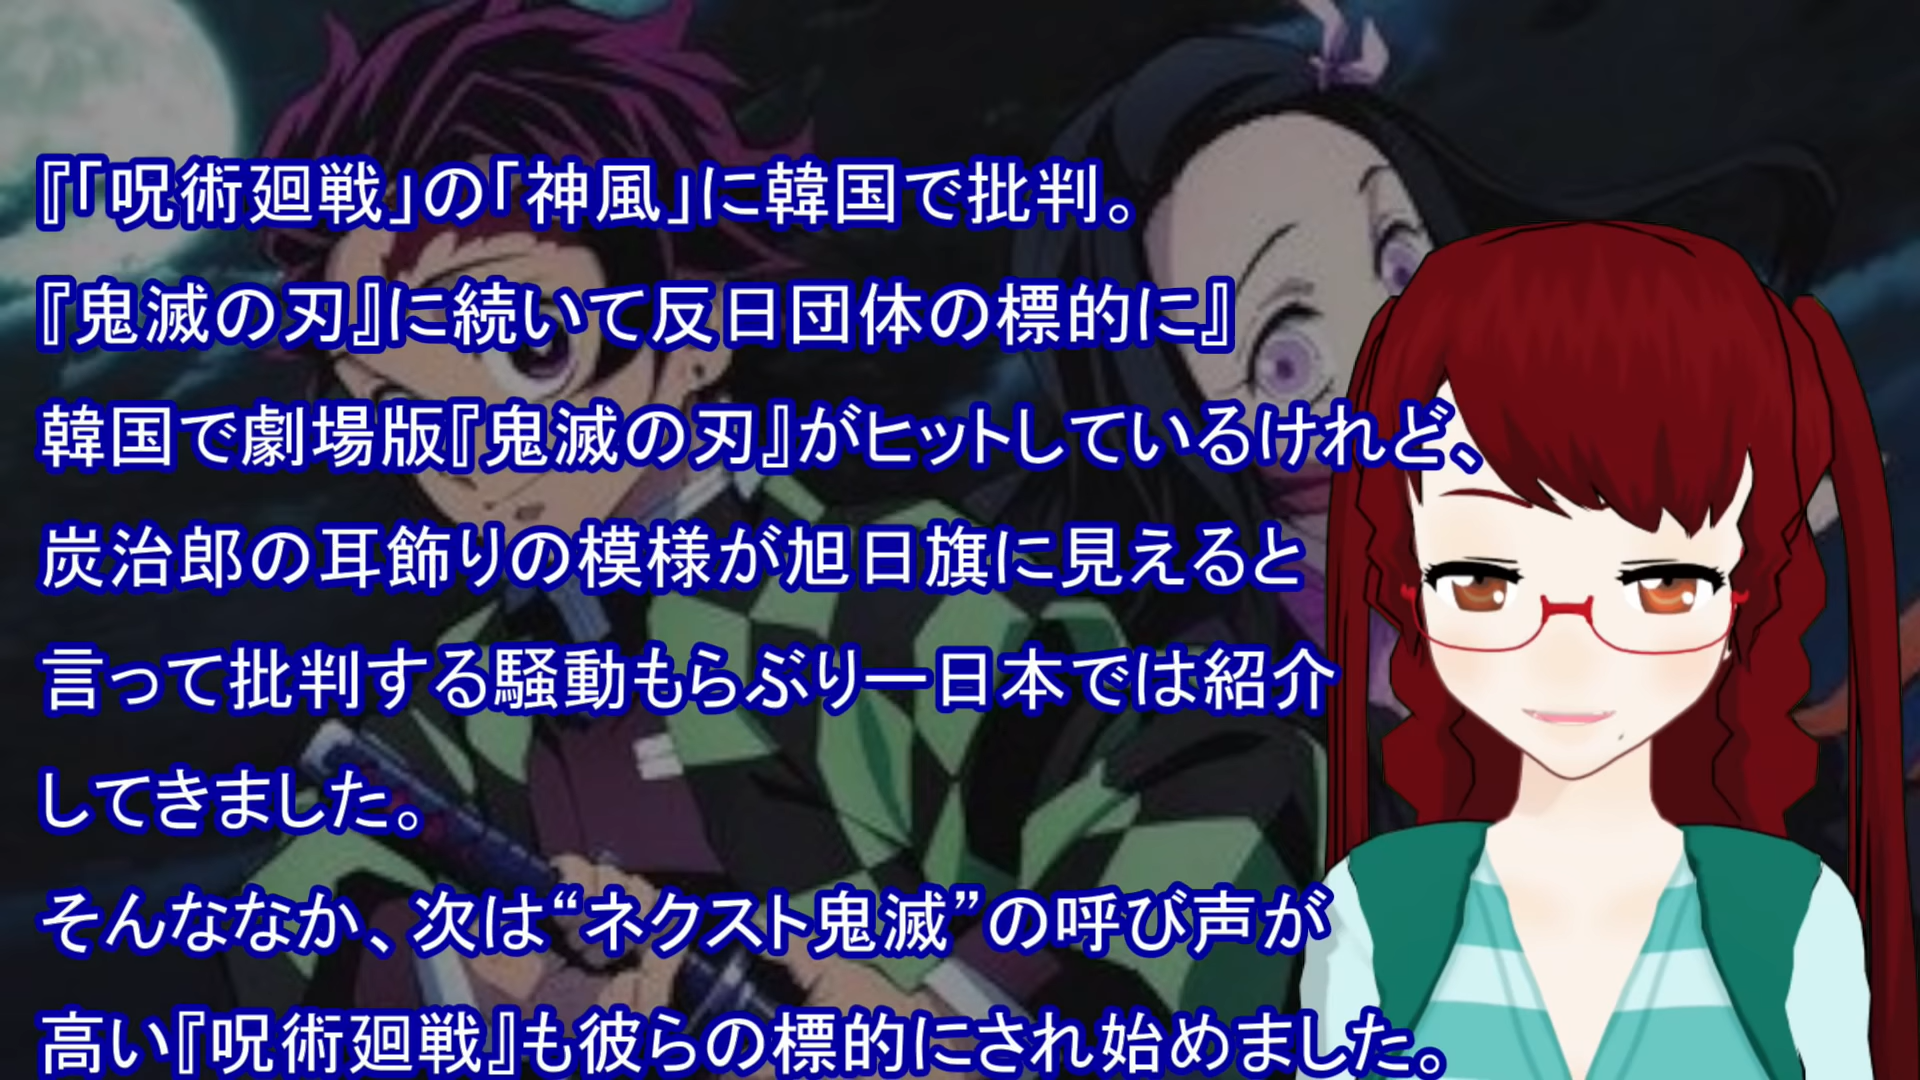 『「呪術廻戦」の「神風」に韓国で批判。
『鬼滅の刃』に続いて反日団体の標的に』
韓国で劇場版『鬼滅の刃』がヒットしているけれど、
炭治郎の耳飾りの模様が旭日旗に見えると
言って批判する騒動もらぶりー日本では紹介
してきました。
そんななか、次は“ネクスト鬼滅”の呼び声が
高い『呪術廻戦』も彼らの標的にされ始めました。